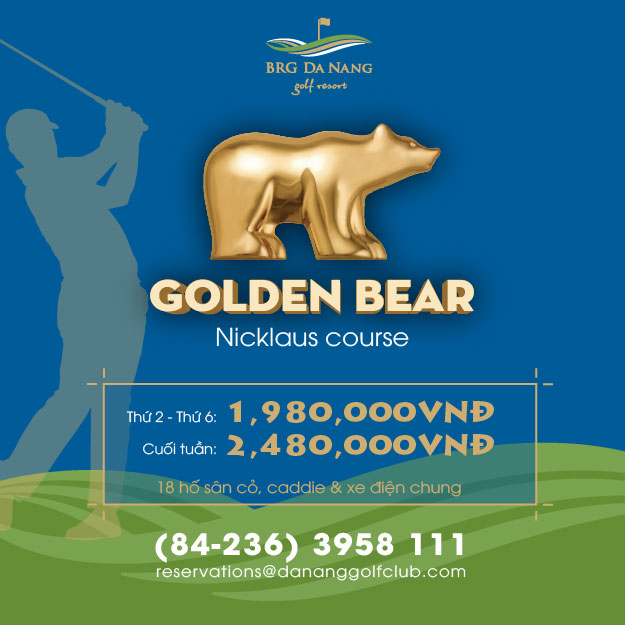 BRG DA NANG
golf resort
GOLDEN BEAR
Nicklaus course
Thứ 2 - Thứ 6: 1,980,000VNĐ
Cuối tuần: 2,480,000VNĐ
18 hố sân cỏ, caddie & xe điện chung
(84-236) 3958 111
reservations@dananggolfclub.com